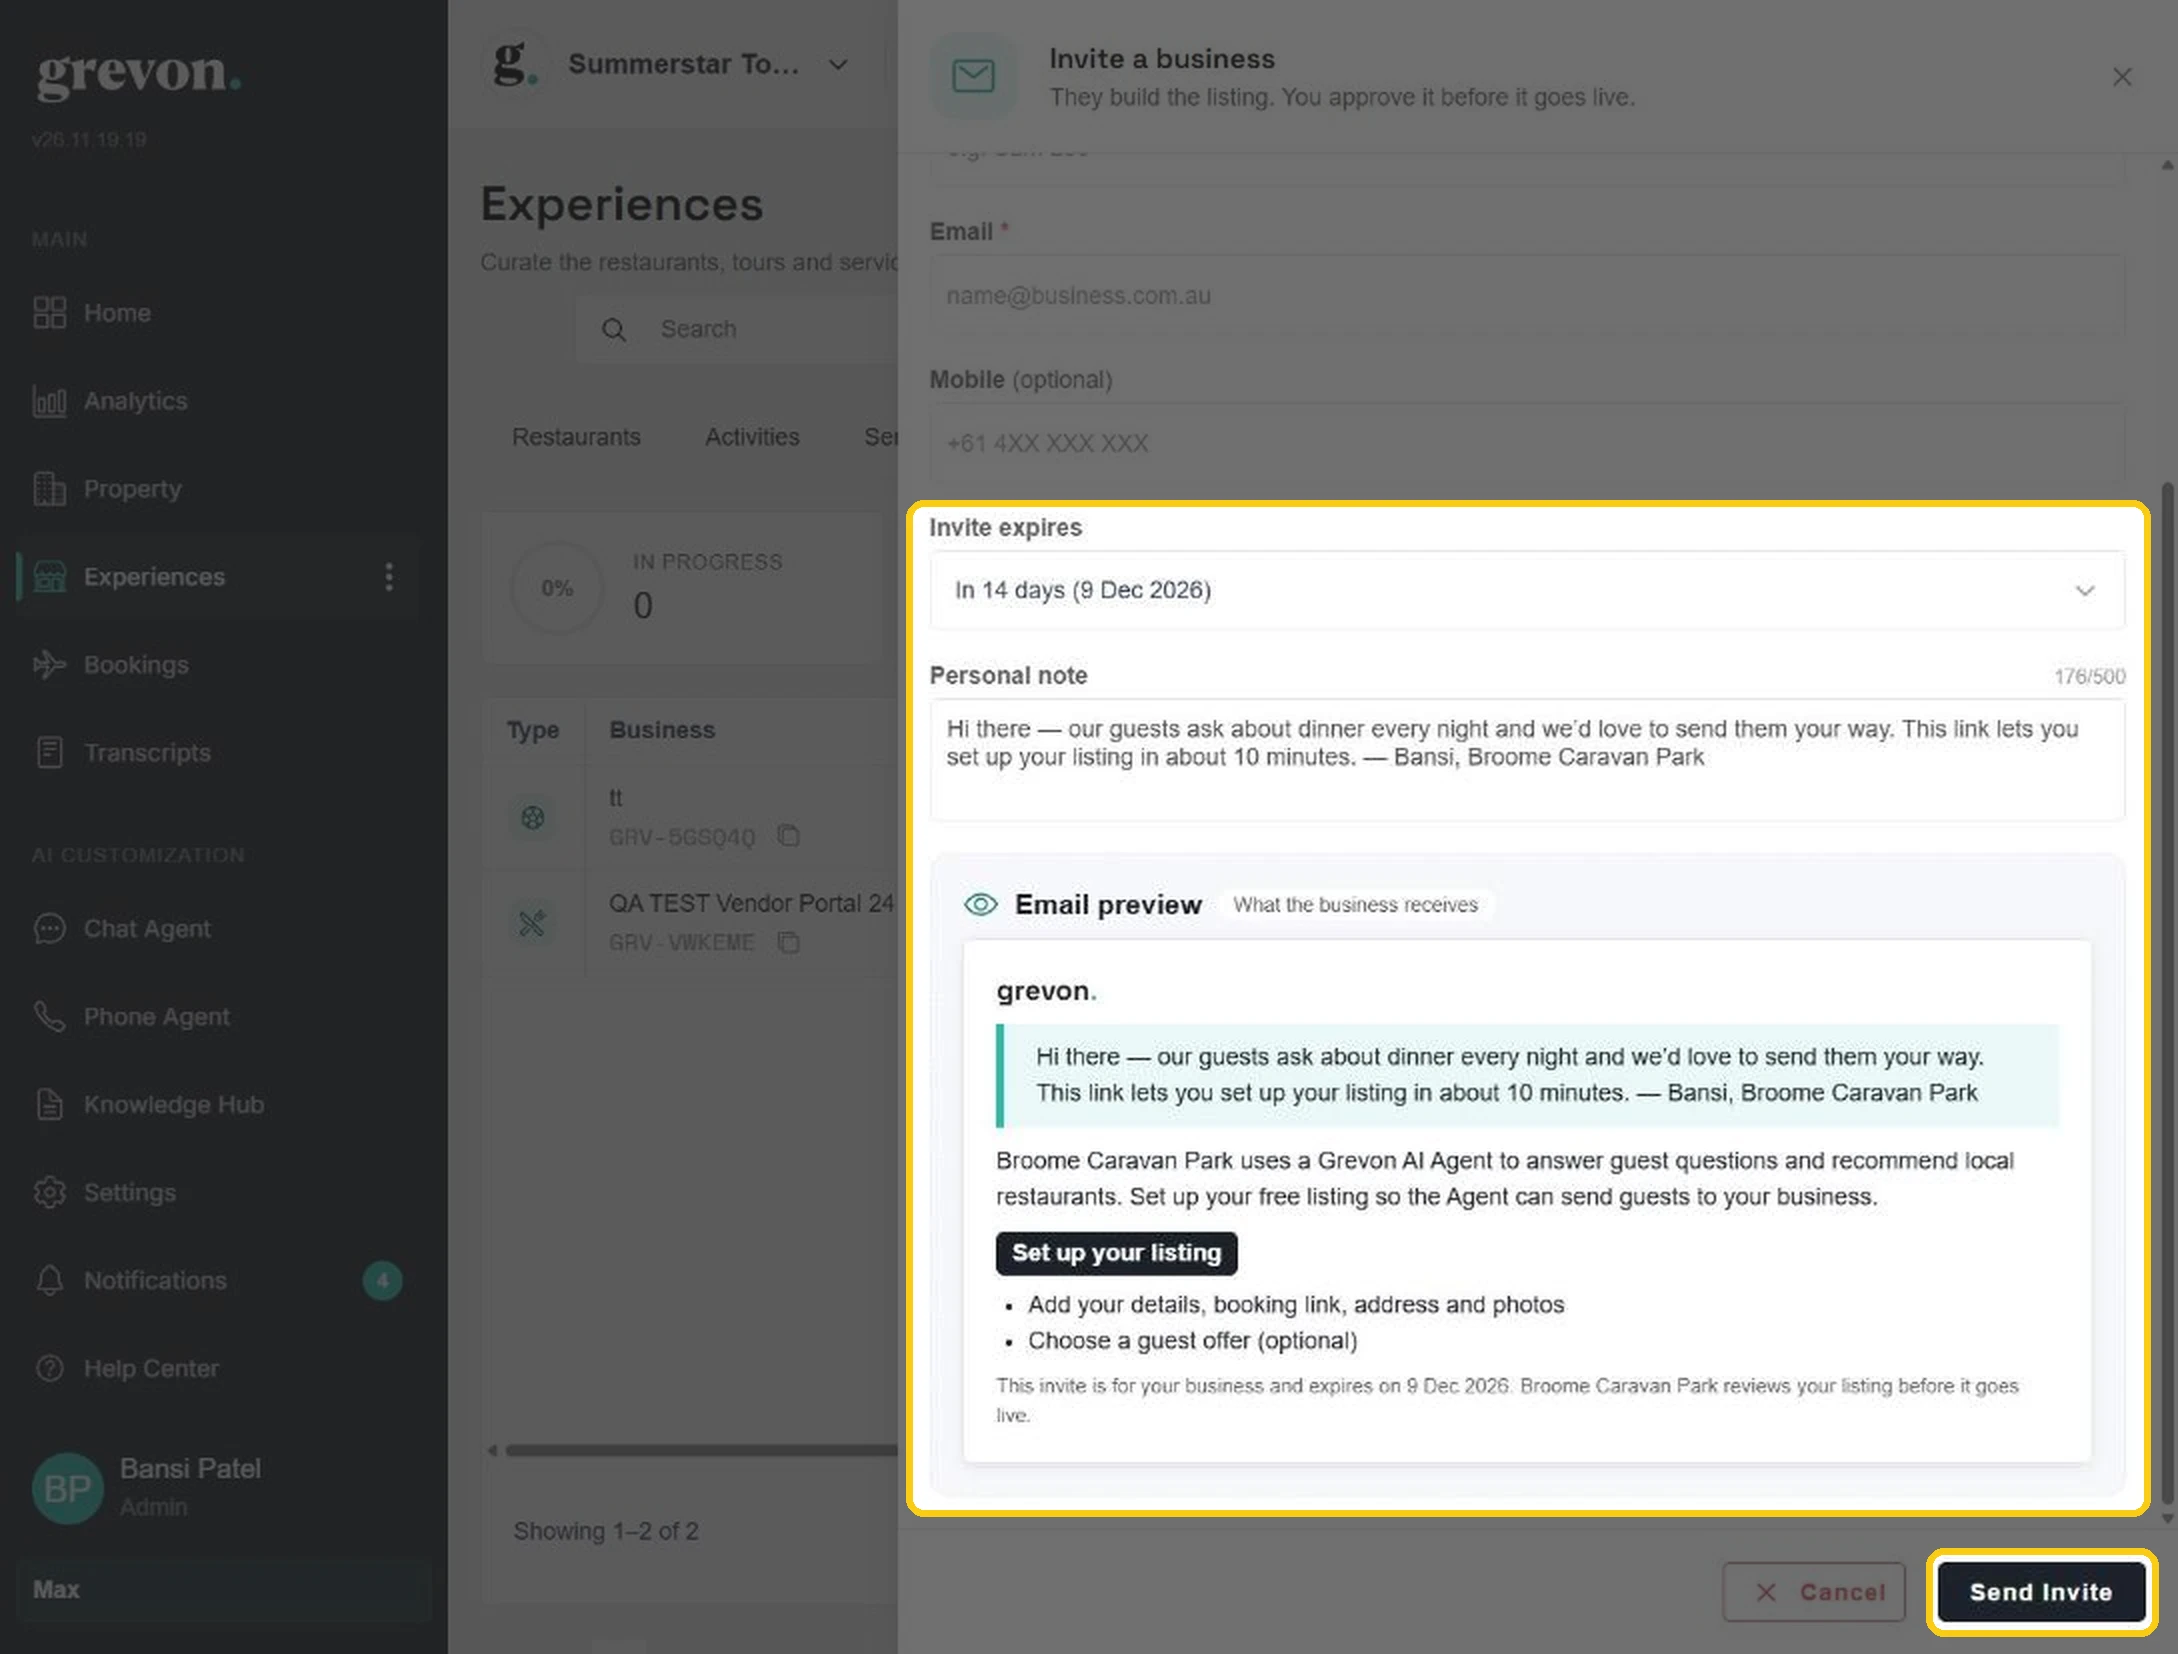 grevon.
v26.11.19.19
MAIN
Home
Analytics
Property
Experiences
Bookings
Transcripts
AI CUSTOMIZATION
Chat Agent
Phone Agent
Knowledge Hub
Settings
Notifications
4
Help Center
BP
Bansi Patel
Admin
Max
g.
Summerstar To...
Experiences
Curate the restaurants, tours and servic
Search
Restaurants
Activities
Ser
0%
IN PROGRESS
0
Type
Business
tt
GRV-5GSQ4Q
QA TEST Vendor Portal 24
GRV-VWKEME
Showing 1–2 of 2
Invite a business
They build the listing. You approve it before it goes live.
Email *
name@business.com.au
Mobile (optional)
+61 4XX XXX XXX
Invite expires
In 14 days (9 Dec 2026)
Personal note
176/500
Hi there — our guests ask about dinner every night and we'd love to send them your way. This link lets you
set up your listing in about 10 minutes. — Bansi, Broome Caravan Park
Email preview
What the business receives
grevon.
Hi there — our guests ask about dinner every night and we'd love to send them your way.
This link lets you set up your listing in about 10 minutes. — Bansi, Broome Caravan Park
Broome Caravan Park uses a Grevon AI Agent to answer guest questions and recommend local
restaurants. Set up your free listing so the Agent can send guests to your business.
Set up your listing
• Add your details, booking link, address and photos
• Choose a guest offer (optional)
This invite is for your business and expires on 9 Dec 2026. Broome Caravan Park reviews your listing before it goes
live.
Cancel
Send Invite